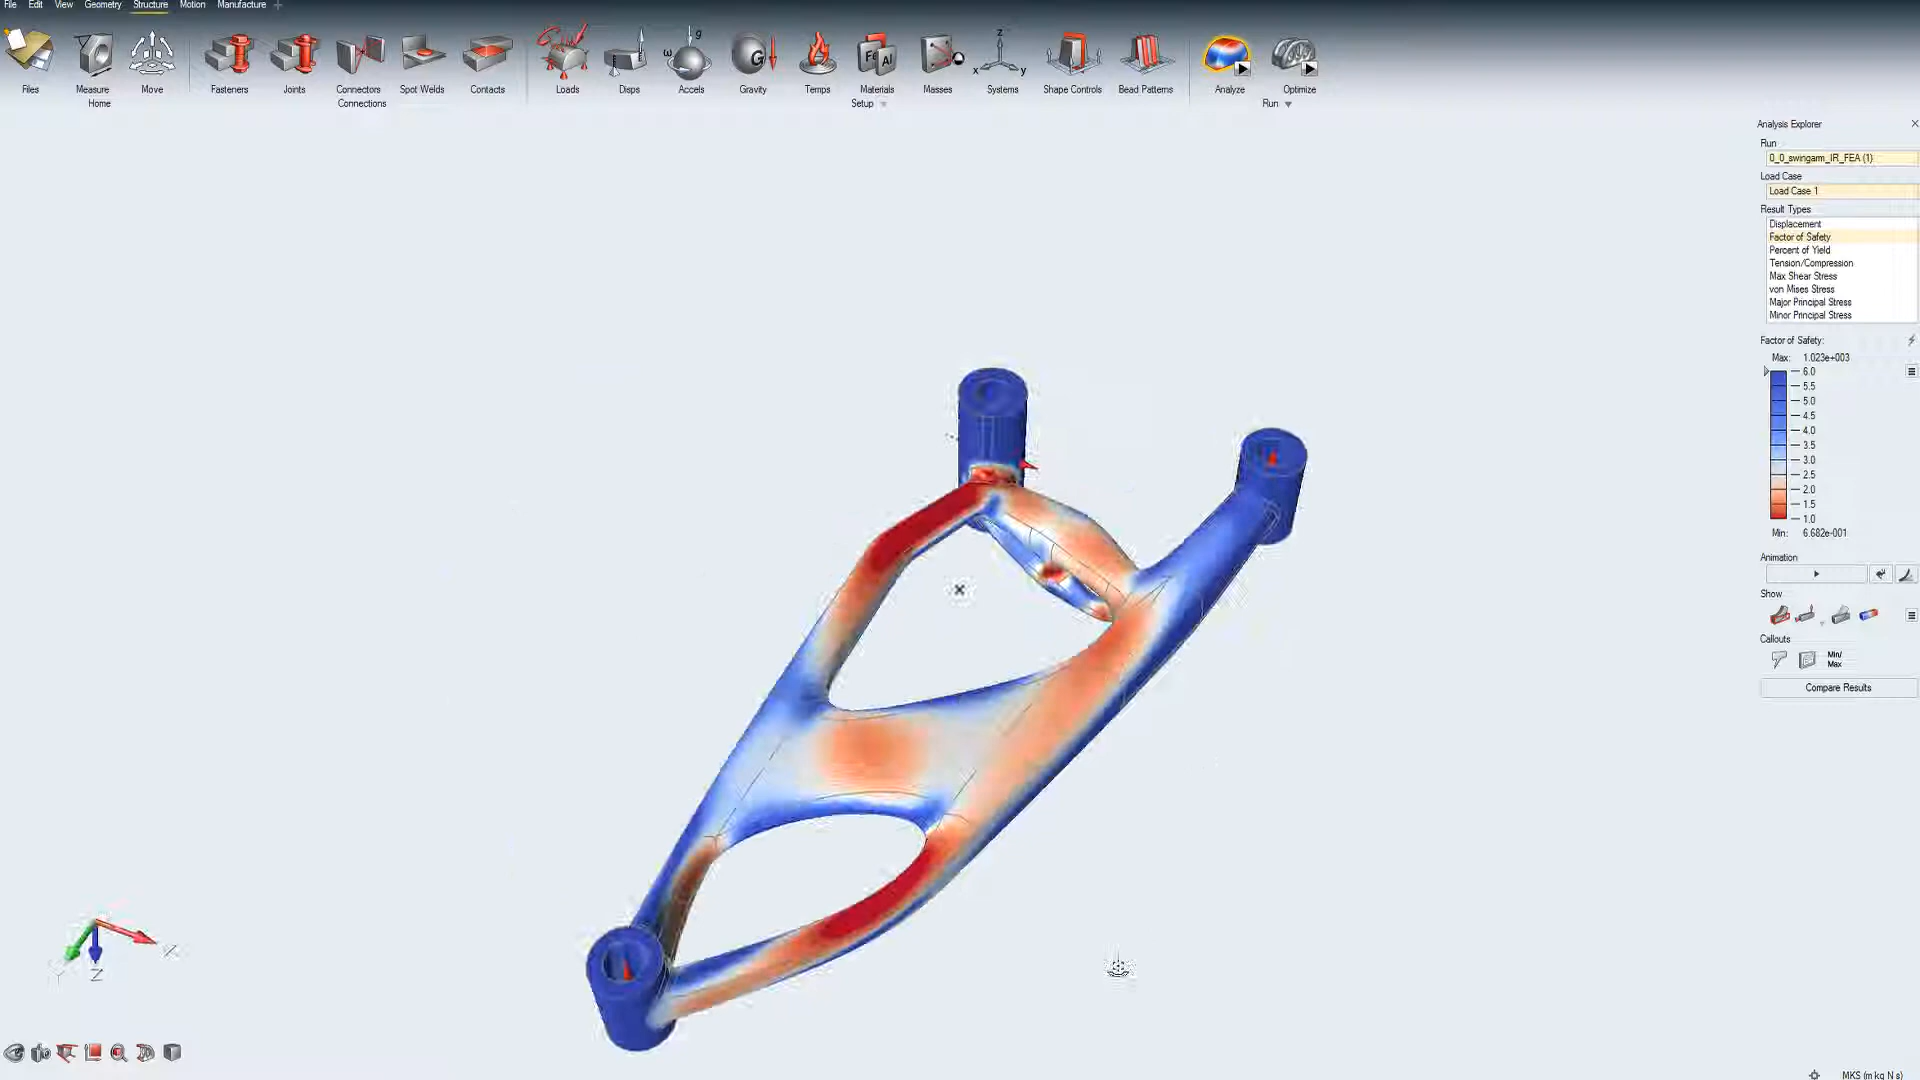 File Edit View Geometry Structure Motion Manufacture +
Files Measure Move Fasteners Joints Connectors Spot Welds Contacts Loads Disps Accels Gravity Temps Materials Masses Systems Shape Controls Bead Patterns Analyze Optimize
Home Connections Setup Run
ω g G Fe Al z x y
Analysis Explorer
Run
0_0_swingarm_IR_FEA (1)
Load Case
Load Case 1
Result Types
Displacement
Factor of Safety
Percent of Yield
Tension/Compression
Max Shear Stress
von Mises Stress
Major Principal Stress
Minor Principal Stress
Factor of Safety:
Max: 1.023e+003
6.0
5.5
5.0
4.5
4.0
3.5
3.0
2.5
2.0
1.5
1.0
Min: 6.682e-001
Animation
Show
Callouts
Min/
Max
Compare Results
X
Y
Z
MKS (m kg N s)